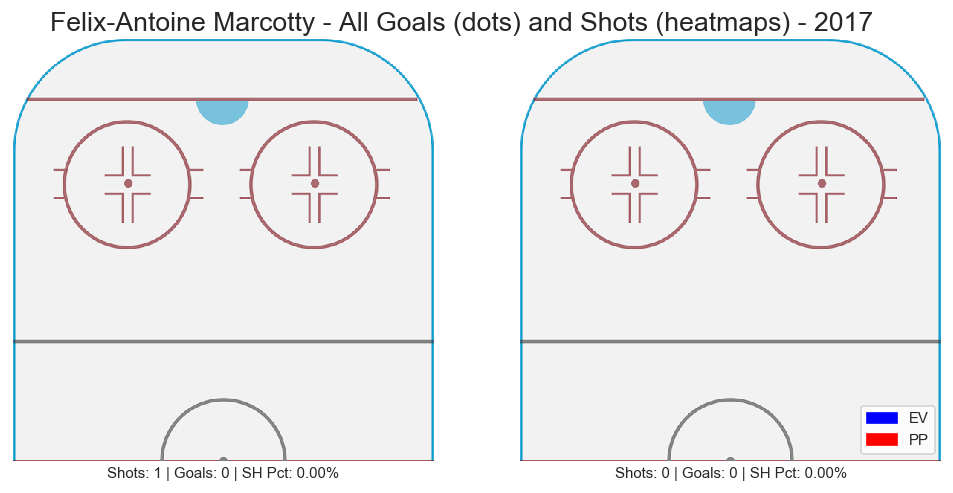 Felix-Antoine Marcotty - All Goals (dots) and Shots (heatmaps) - 2017
EV
PP
Shots: 1 | Goals: 0 | SH Pct: 0.00%
Shots: 0 | Goals: 0 | SH Pct: 0.00%